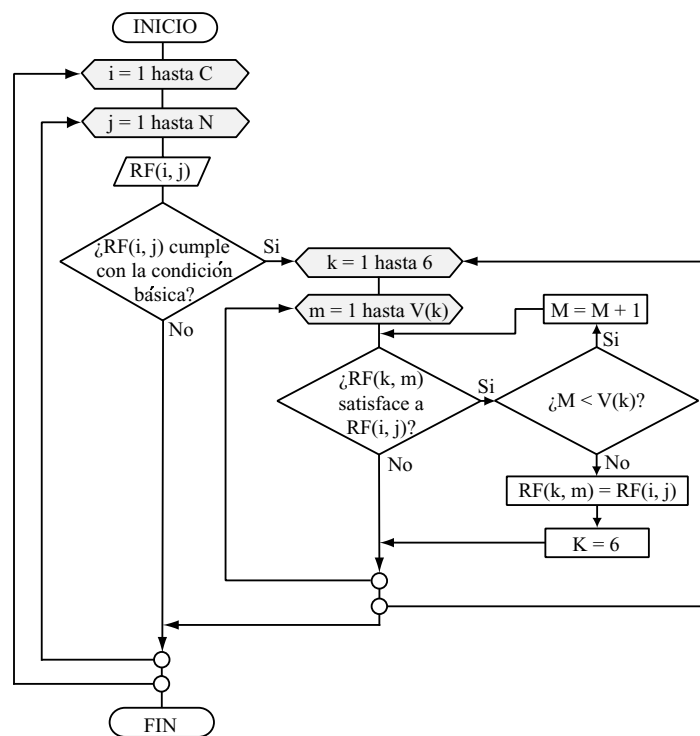 INICIO
i = 1 hasta C
j = 1 hasta N
RF(i, j)
¿RF(i, j) cumple
con la condición
básica?
Si
No
k = 1 hasta 6
m = 1 hasta V(k)
M = M + 1
Si
¿RF(k, m)
satisface a
RF(i, j)?
Si
No
¿M < V(k)?
No
RF(k, m) = RF(i, j)
K = 6
FIN